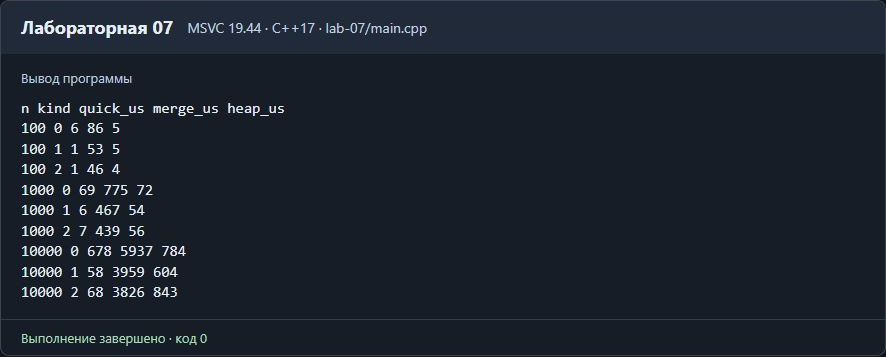 Лабораторная 07 MSVC 19.44 · C++17 · lab-07/main.cpp
Вывод программы
n kind quick_us merge_us heap_us
100 0 6 86 5
100 1 1 53 5
100 2 1 46 4
1000 0 69 775 72
1000 1 6 467 54
1000 2 7 439 56
10000 0 678 5937 784
10000 1 58 3959 604
10000 2 68 3826 843
Выполнение завершено · код 0